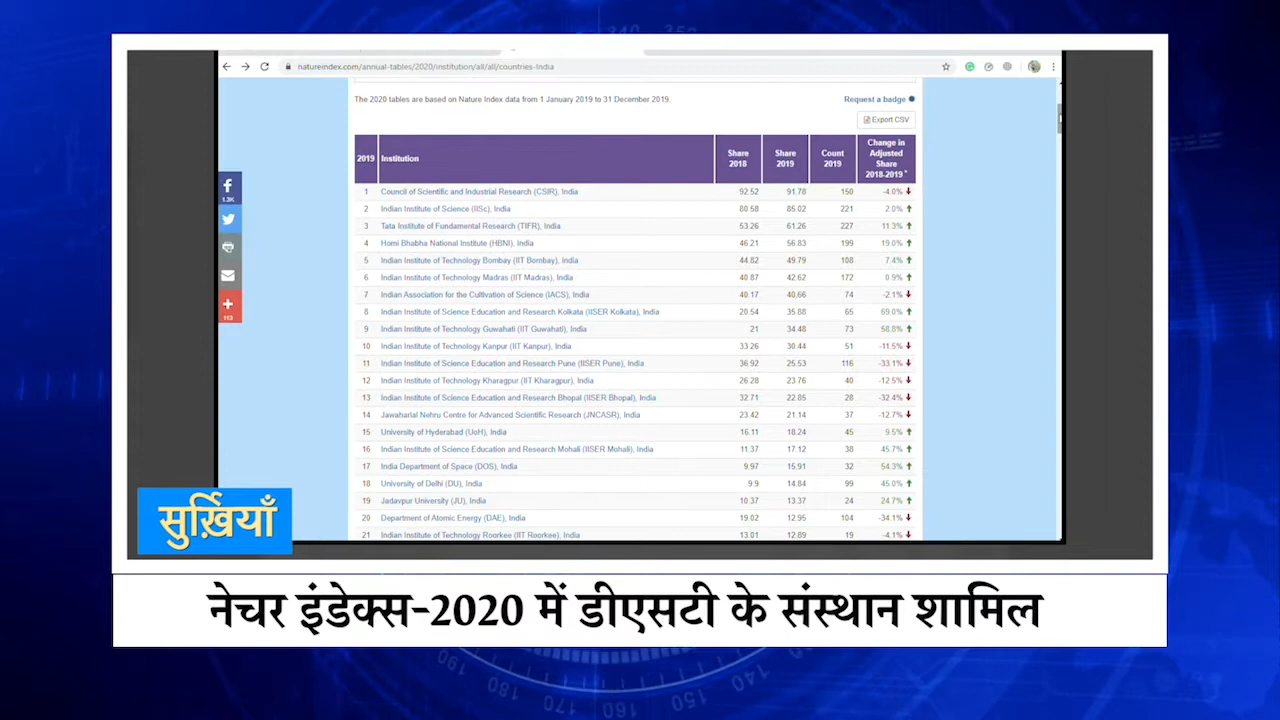 natureindex.com/annual-tables/2020/institution/all/all/countries-India
The 2020 tables are based on Nature Index data from 1 January 2019 to 31 December 2019.
Request a badge
Export CSV
2019 Institution Share 2018 Share 2019 Count 2019 Change in Adjusted Share 2018-2019 *
1 Council of Scientific and Industrial Research (CSIR), India 92.52 91.78 150 -4.0%
2 Indian Institute of Science (IISc), India 80.58 85.02 221 2.0%
3 Tata Institute of Fundamental Research (TIFR), India 53.26 61.26 227 11.3%
4 Homi Bhabha National Institute (HBNI), India 46.21 56.83 199 19.0%
5 Indian Institute of Technology Bombay (IIT Bombay), India 44.82 49.79 108 7.4%
6 Indian Institute of Technology Madras (IIT Madras), India 40.87 42.62 172 0.9%
7 Indian Association for the Cultivation of Science (IACS), India 40.17 40.66 74 -2.1%
8 Indian Institute of Science Education and Research Kolkata (IISER Kolkata), India 20.54 35.88 65 69.0%
9 Indian Institute of Technology Guwahati (IIT Guwahati), India 21 34.48 73 58.8%
10 Indian Institute of Technology Kanpur (IIT Kanpur), India 33.26 30.44 51 -11.5%
11 Indian Institute of Science Education and Research Pune (IISER Pune), India 36.92 25.53 116 -33.1%
12 Indian Institute of Technology Kharagpur (IIT Kharagpur), India 26.28 23.76 40 -12.5%
13 Indian Institute of Science Education and Research Bhopal (IISER Bhopal), India 32.71 22.85 28 -32.4%
14 Jawaharlal Nehru Centre for Advanced Scientific Research (JNCASR), India 23.42 21.14 37 -12.7%
15 University of Hyderabad (UoH), India 16.11 18.24 45 9.5%
16 Indian Institute of Science Education and Research Mohali (IISER Mohali), India 11.37 17.12 38 45.7%
17 India Department of Space (DOS), India 9.97 15.91 32 54.3%
18 University of Delhi (DU), India 9.9 14.84 99 45.0%
19 Jadavpur University (JU), India 10.37 13.37 24 24.7%
20 Department of Atomic Energy (DAE), India 19.02 12.95 104 -34.1%
21 Indian Institute of Technology Roorkee (IIT Roorkee), India 13.01 12.89 19 -4.1%
1.3K
113
सुर्ख़ियाँ
नेचर इंडेक्स-2020 में डीएसटी के संस्थान शामिल
190
180
170
160
150
140